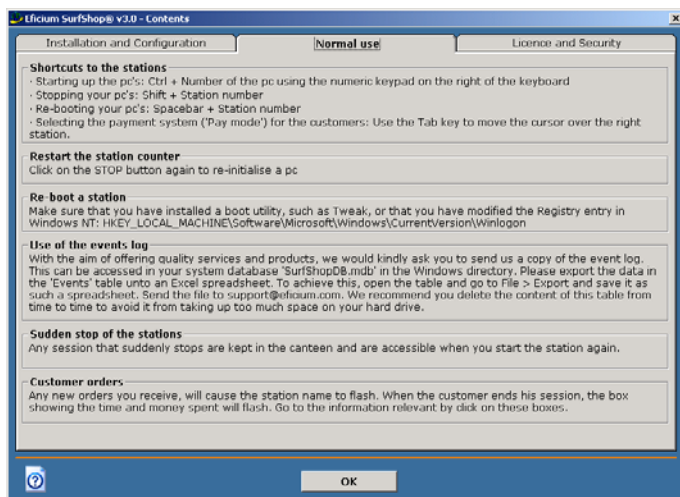 Eficium SurfShop® v3.0 - Contents
Installation and Configuration
Normal use
Licence and Security
Shortcuts to the stations
· Starting up the pc's: Ctrl + Number of the pc using the numeric keypad on the right of the keyboard
· Stopping your pc's: Shift + Station number
· Re-booting your pc's: Spacebar + Station number
· Selecting the payment system ('Pay mode') for the customers: Use the Tab key to move the cursor over the right
station.
Restart the station counter
Click on the STOP button again to re-initialise a pc
Re-boot a station
Make sure that you have installed a boot utility, such as Tweak, or that you have modified the Registry entry in
Windows NT: HKEY_LOCAL_MACHINE\Software\Microsoft\Windows\CurrentVersion\Winlogon
Use of the events log
With the aim of offering quality services and products, we would kindly ask you to send us a copy of the event log.
This can be accessed in your system database 'SurfShopDB.mdb' in the Windows directory. Please export the data in
the 'Events' table unto an Excel spreadsheet. To achieve this, open the table and go to File > Export and save it as
such a spreadsheet. Send the file to support@eficium.com. We recommend you delete the content of this table from
time to time to avoid it from taking up too much space on your hard drive.
Sudden stop of the stations
Any session that suddenly stops are kept in the canteen and are accessible when you start the station again.
Customer orders
Any new orders you receive, will cause the station name to flash. When the customer ends his session, the box
showing the time and money spent will flash. Go to the information relevant by click on these boxes.
OK